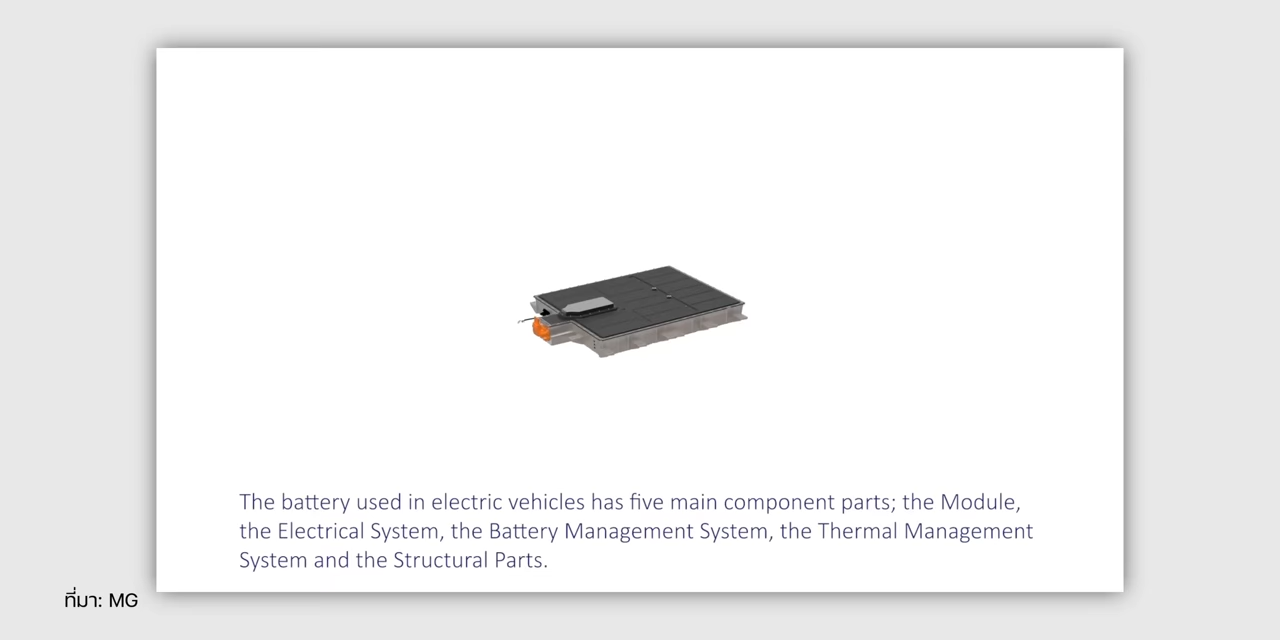 The battery used in electric vehicles has five main component parts; the Module,
the Electrical System, the Battery Management System, the Thermal Management
System and the Structural Parts.
ที่มา: MG